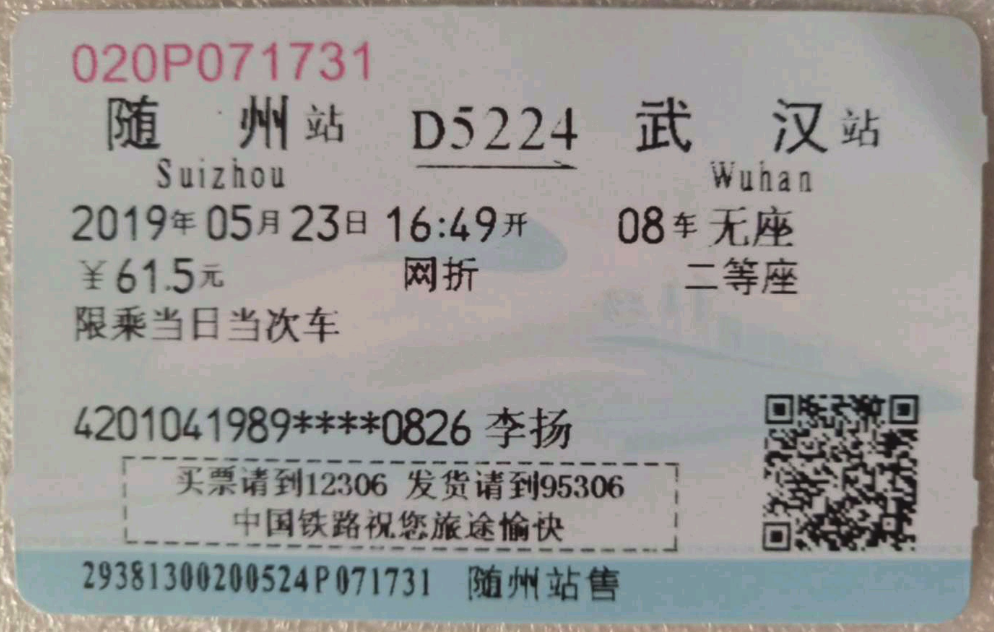 020P071731
随州站 D5224 武汉站
Suizhou Wuhan
2019年05月23日 16:49开 08车 无座
￥61.5元 网折 二等座
限乘当日当次车
4201041989****0826 李扬
买票请到12306 发货请到95306
中国铁路祝您旅途愉快
29381300200524P071731 随州站售